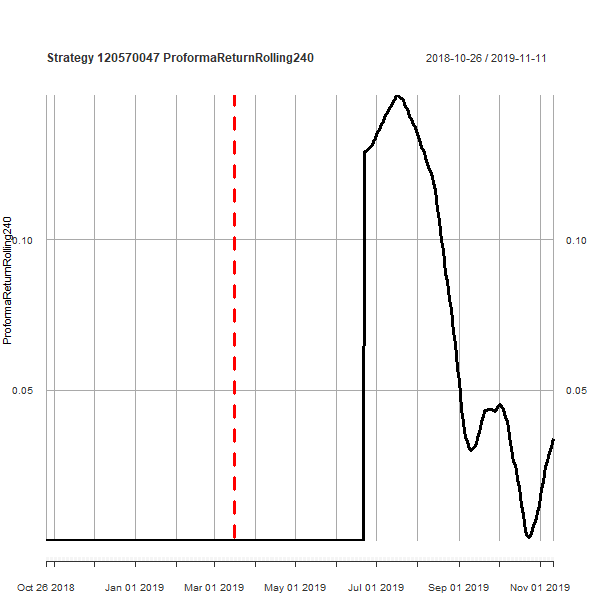 Strategy 120570047 ProformaReturnRolling240
2018-10-26 / 2019-11-11
ProformaReturnRolling240
0.10
0.10
0.05
0.05
Oct 26 2018 Jan 01 2019 Mar 01 2019 May 01 2019 Jul 01 2019 Sep 01 2019 Nov 01 2019